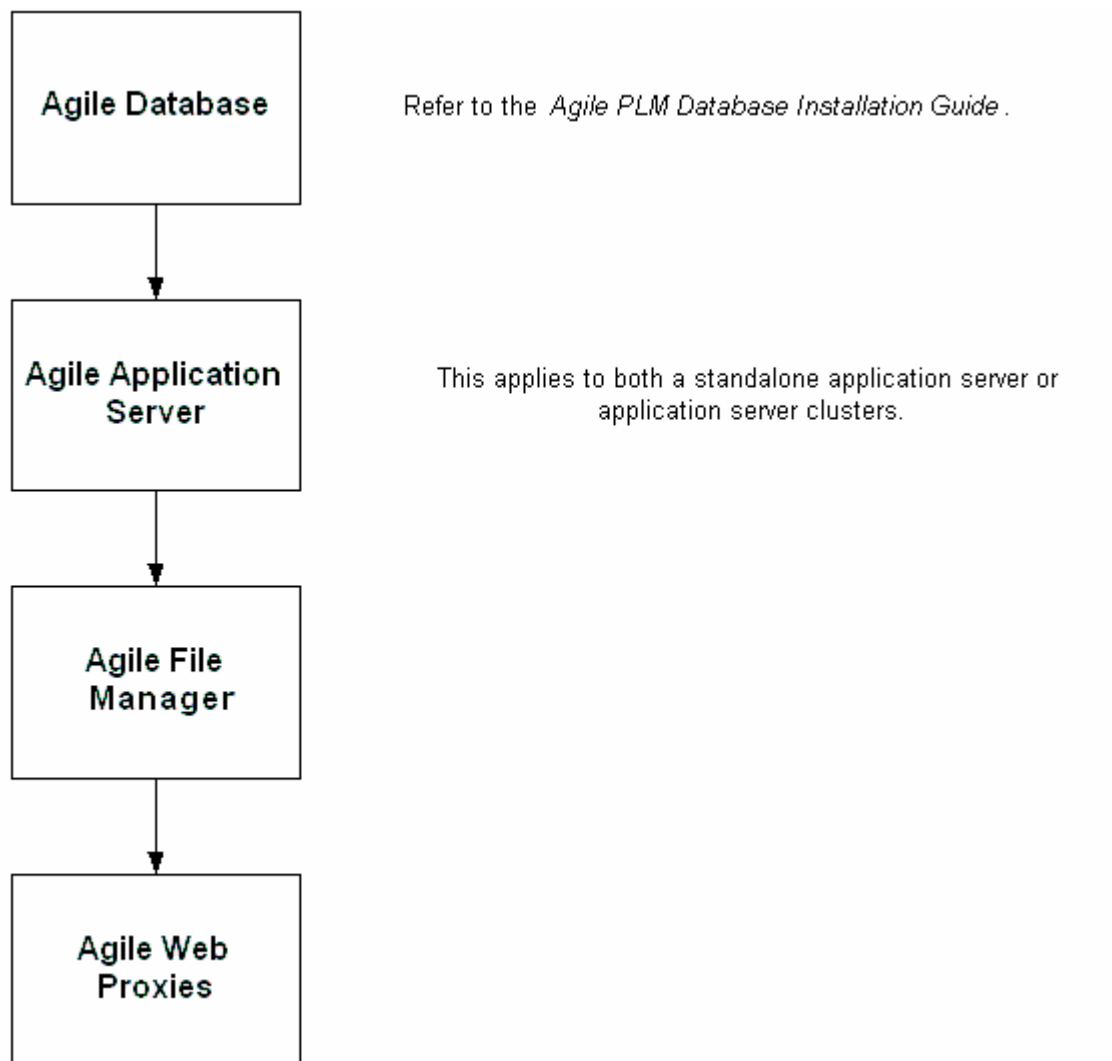 Agile Database
Refer to the Agile PLM Database Installation Guide .
Agile Application
Server
This applies to both a standalone application server or
application server clusters.
Agile File
Manager
Agile Web
Proxies